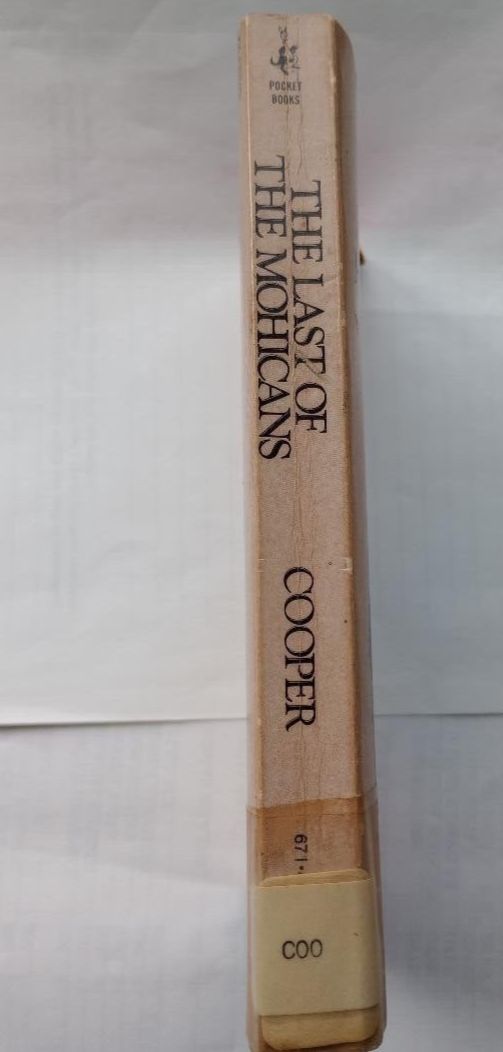 POCKET
BOOKS
THE LAST OF
THE MOHICANS
COOPER
671•
COO